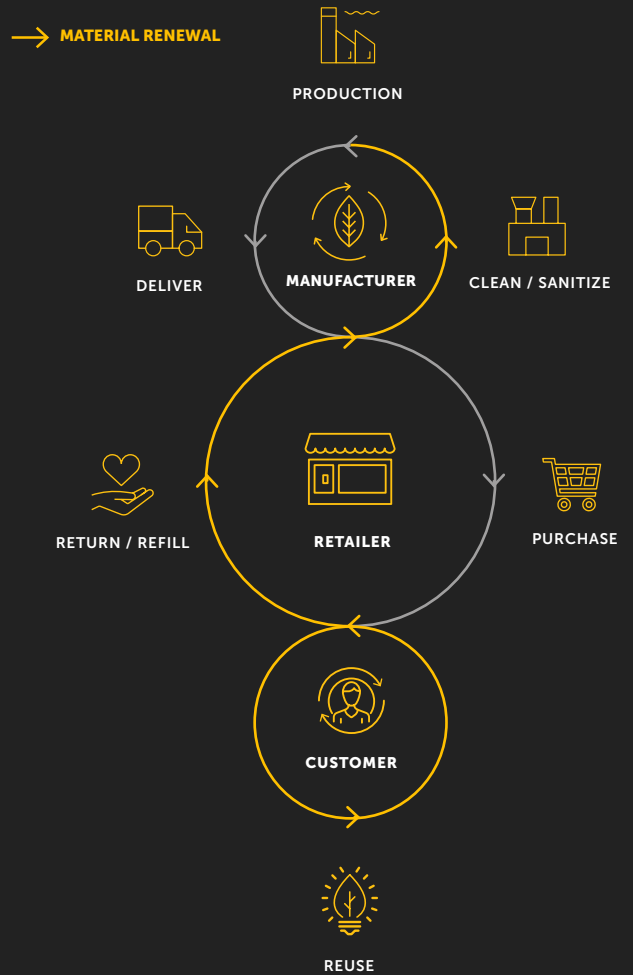 MATERIAL RENEWAL
PRODUCTION
DELIVER
MANUFACTURER
CLEAN / SANITIZE
RETURN / REFILL
RETAILER
PURCHASE
CUSTOMER
REUSE